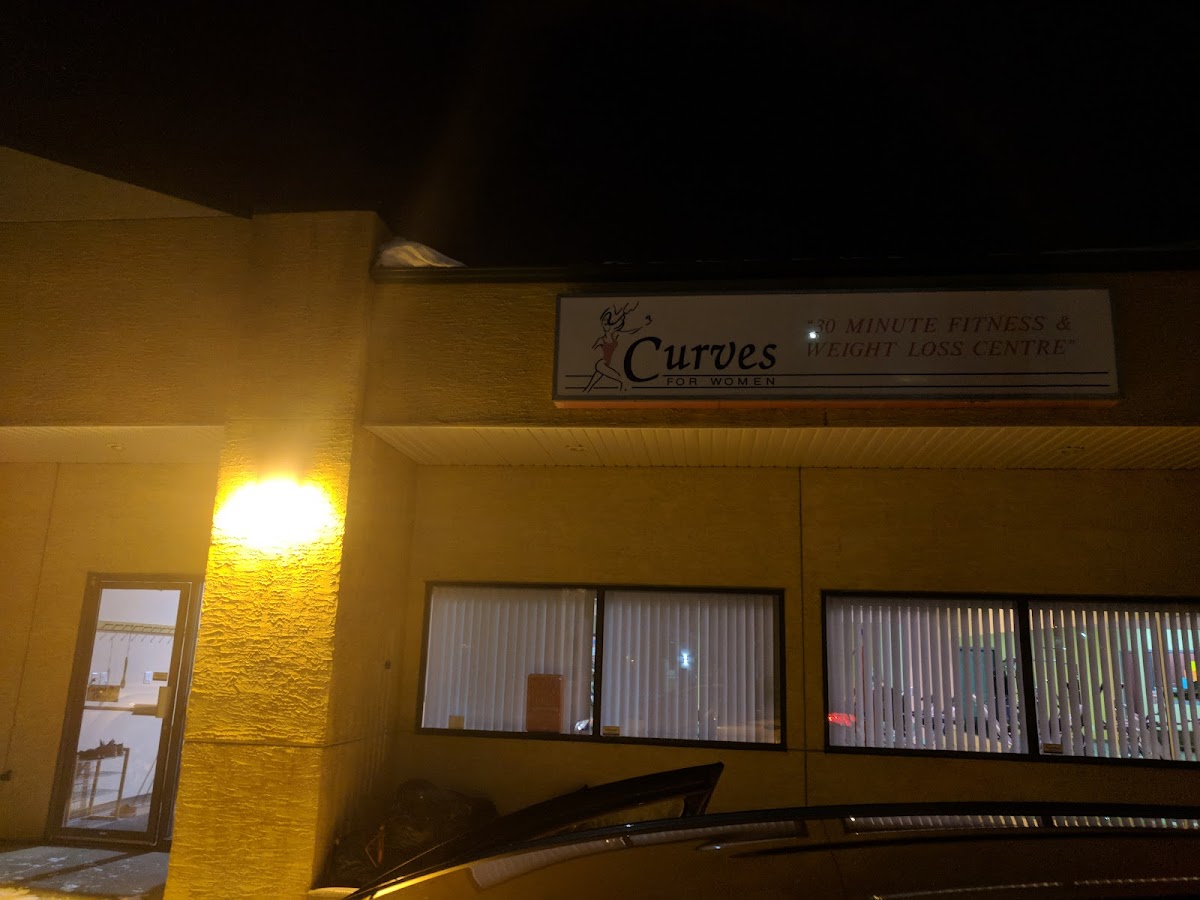 Curves
FOR WOMEN
"30 MINUTE FITNESS &
WEIGHT LOSS CENTRE"